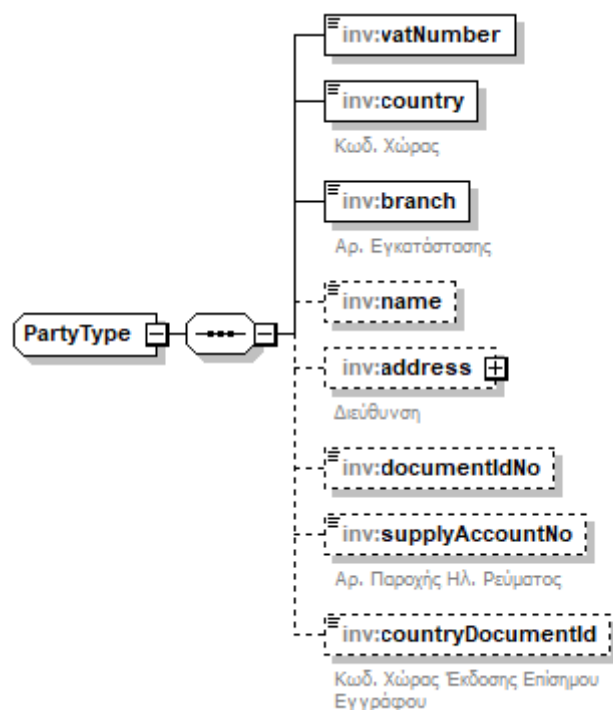 inv:vatNumber
inv:country
Κωδ. Χώρας
inv:branch
Αρ. Εγκατάστασης
inv:name
PartyType
inv:address
Διεύθυνση
inv:documentIdNo
inv:supplyAccountNo
Αρ. Παροχής Ηλ. Ρεύματος
inv:countryDocumentId
Κωδ. Χώρας Έκδοσης Επίσημου
Εγγράφου